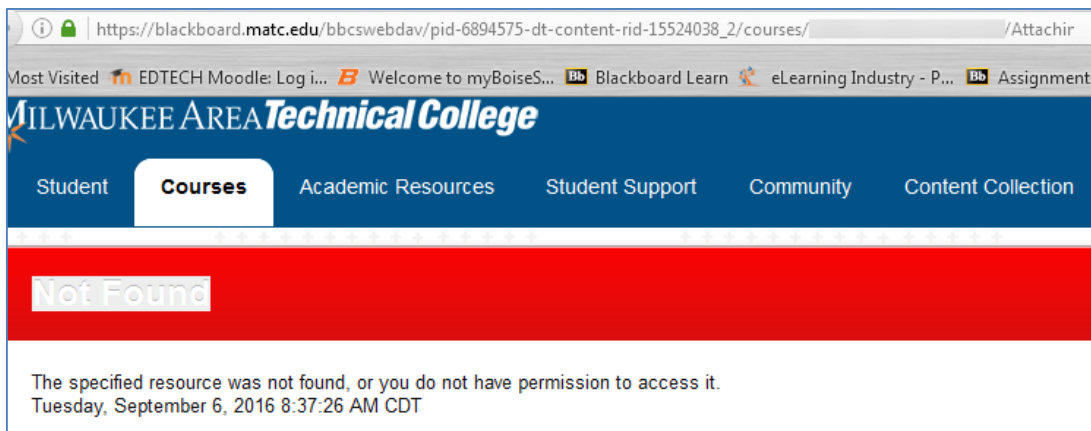 https://blackboard.matc.edu/bbcswebdav/pid-6894575-dt-content-rid-15524038_2/courses/ /Attachir
Most Visited EDTECH Moodle: Log i... Welcome to myBoiseS... Bb Blackboard Learn eLearning Industry - P... Bb Assignment
MILWAUKEE AREA Technical College
Student Courses Academic Resources Student Support Community Content Collection
Not Found
The specified resource was not found, or you do not have permission to access it.
Tuesday, September 6, 2016 8:37:26 AM CDT